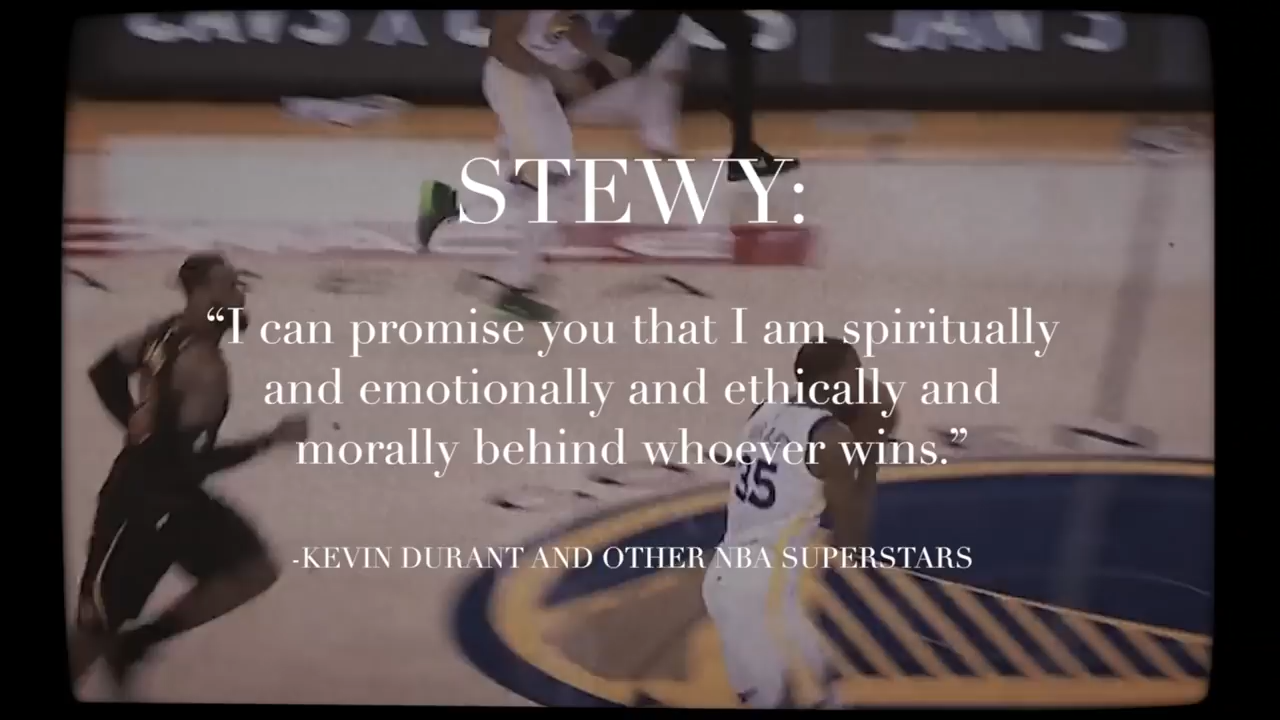 STEWY:
“I can promise you that I am spiritually
and emotionally and ethically and
morally behind whoever wins.”
35
-KEVIN DURANT AND OTHER NBA SUPERSTARS